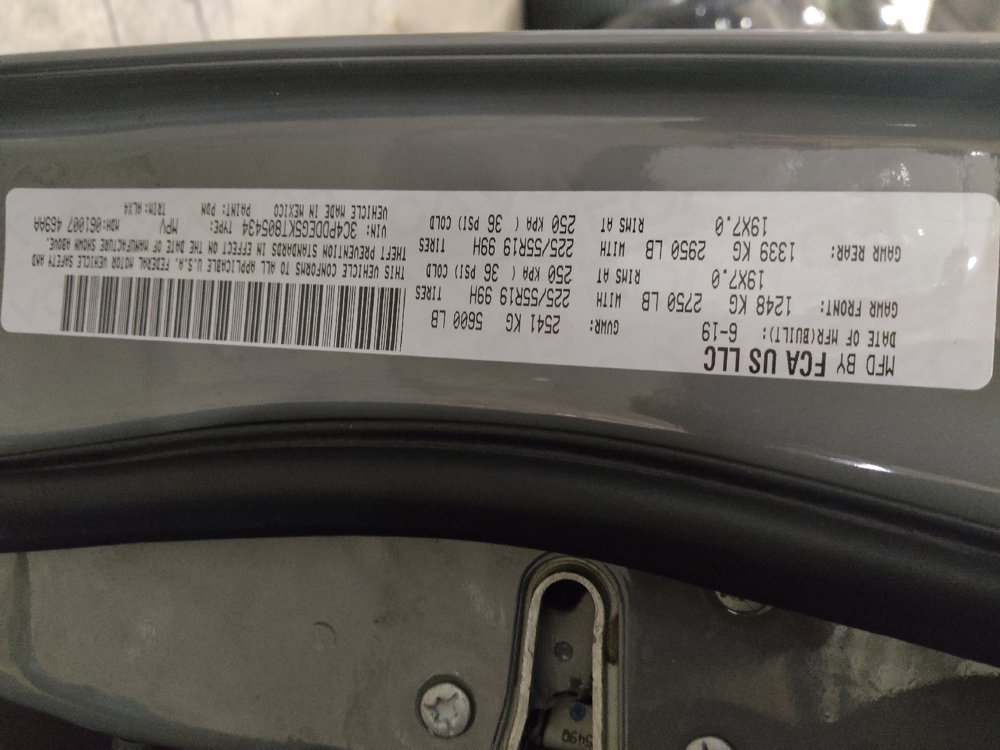 MFD BY FCA US LLC
DATE OF MFR(BUILT): 6-19 GVWR: 2541 KG 5600 LB
GAWR FRONT: 1248 KG 2750 LB WITH 225/55R19 99H TIRES
19X7.0 RIMS AT 250 KPA ( 36 PSI) COLD
GAWR REAR: 1339 KG 2950 LB WITH 225/55R19 99H TIRES
19X7.0 RIMS AT 250 KPA ( 36 PSI) COLD
THIS VEHICLE CONFORMS TO ALL APPLICABLE U.S.A. FEDERAL MOTOR VEHICLE SAFETY AND
THEFT PREVENTION STANDARDS IN EFFECT ON THE DATE OF MANUFACTURE SHOWN ABOVE.
VIN: 3C4PDDEG5KT805434 TYPE: MPV MDH:061007 469AA
VEHICLE MADE IN MEXICO PAINT: PDM TRIM:ALX4